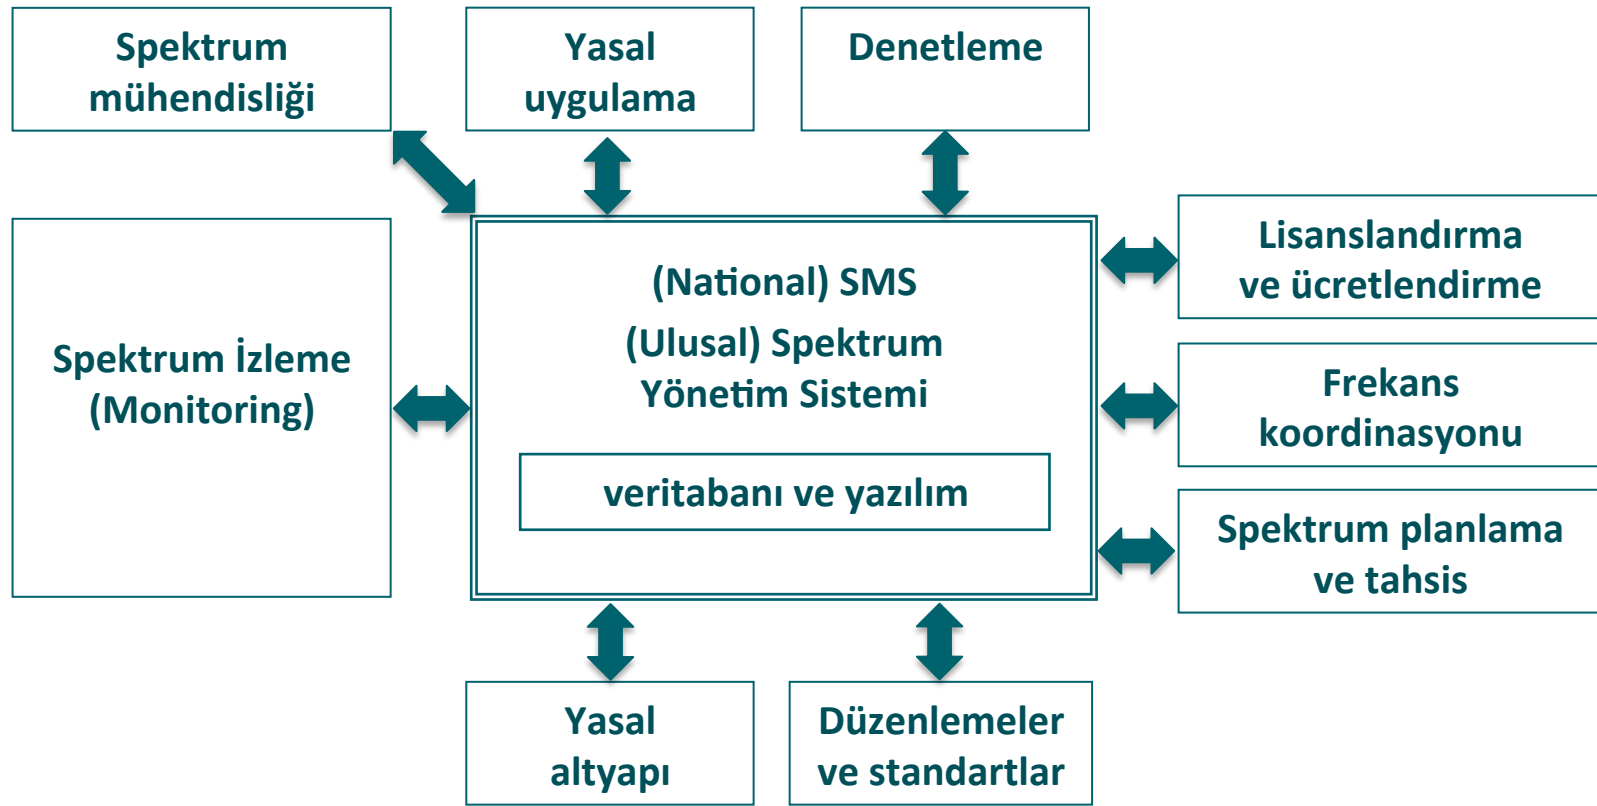 Spektrum
mühendisliği
Yasal
uygulama
Denetleme
Spektrum İzleme
(Monitoring)
(National) SMS
(Ulusal) Spektrum
Yönetim Sistemi
veritabanı ve yazılım
Lisanslandırma
ve ücretlendirme
Frekans
koordinasyonu
Spektrum planlama
ve tahsis
Yasal
altyapı
Düzenlemeler
ve standartlar